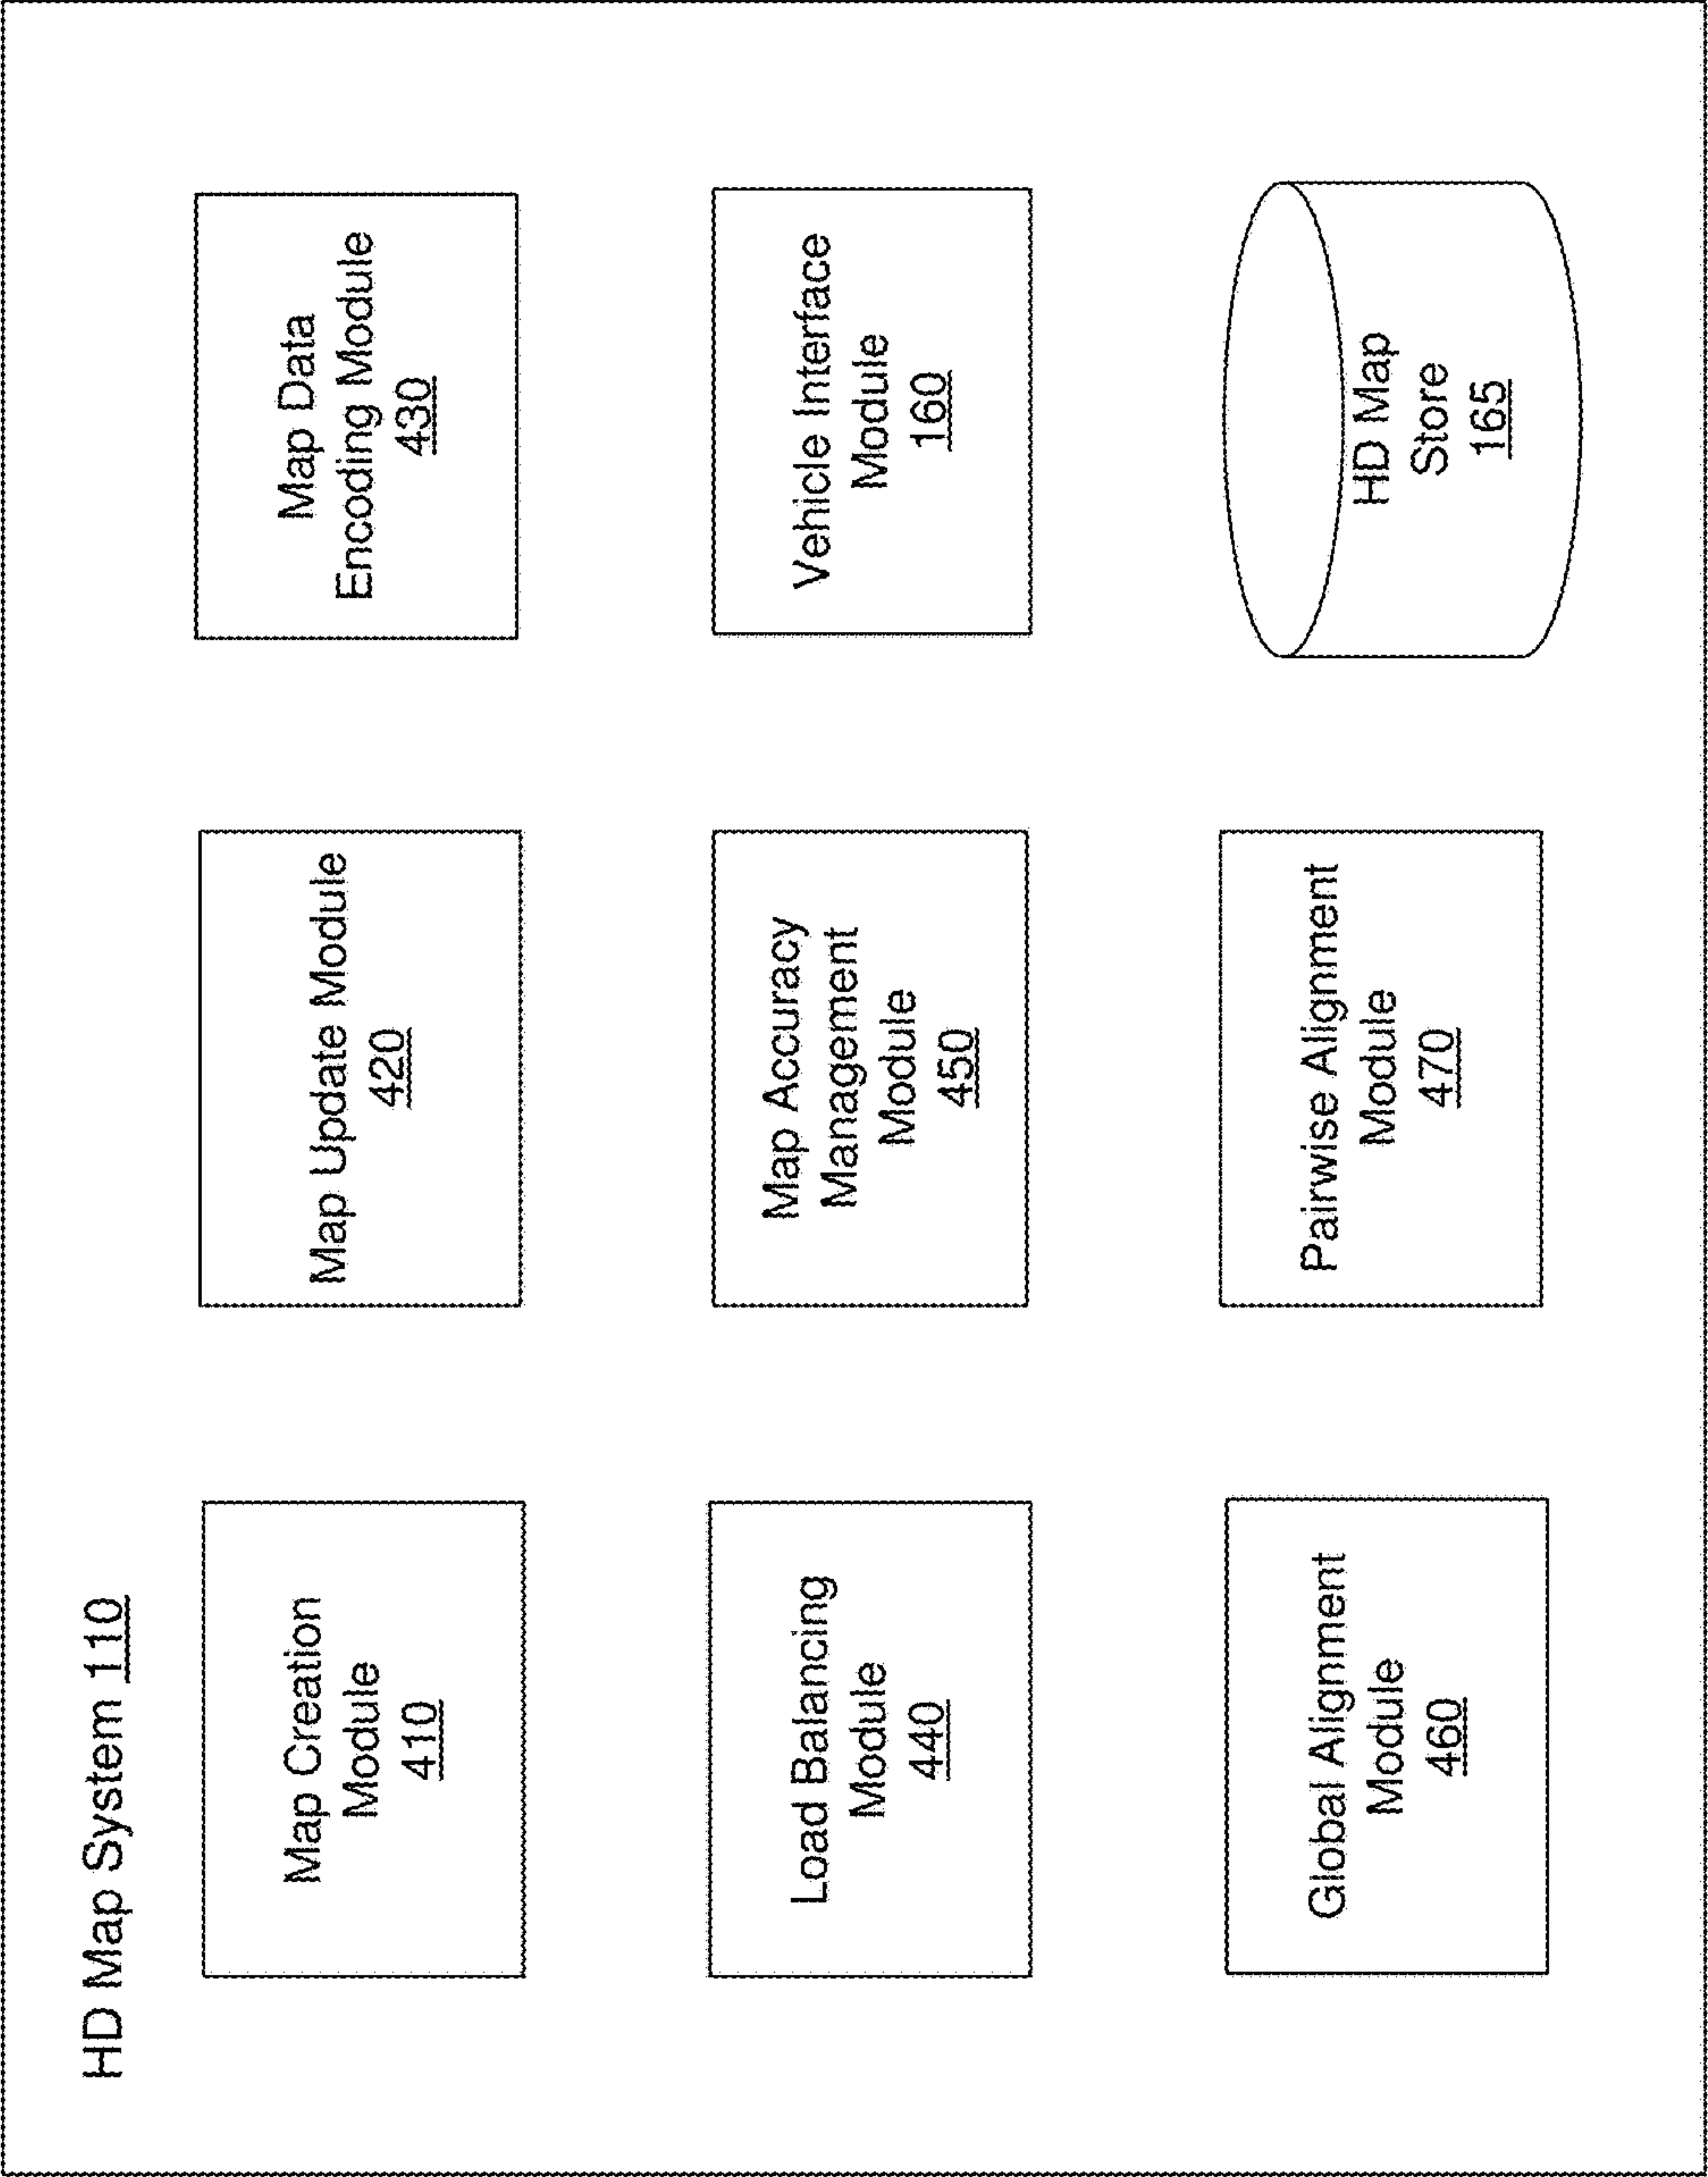 HD Map System 110
Map Creation
Module
410
Map Update Module
420
Map Data
Encoding Module
430
Load Balancing
Module
440
Map Accuracy
Management
Module
450
Vehicle Interface
Module
160
Global Alignment
Module
460
Pairwise Alignment
Module
470
HD Map
Store
165